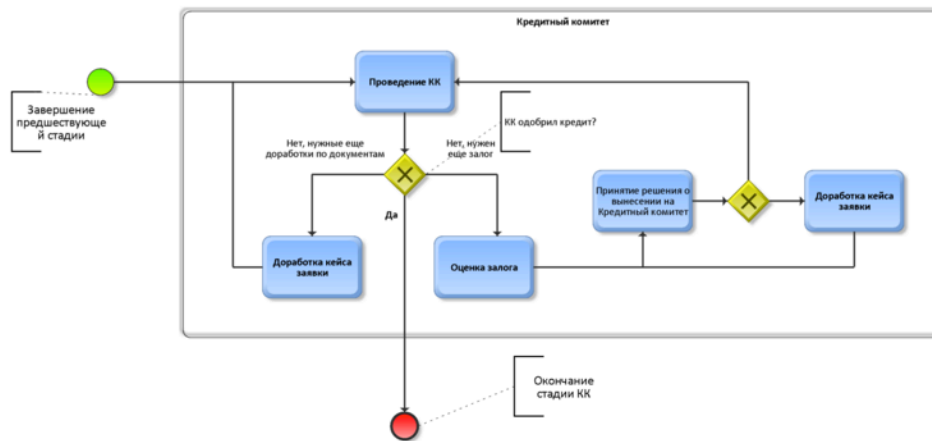 Кредитный комитет
Проведение КК
Завершение
предшествующе
й стадии
КК одобрил кредит?
Нет, нужные еще
доработки по документам
Нет, нужен
еще залог
Принятие решения о
вынесении на
Кредитный комитет
Доработка кейса
заявки
Да
Доработка кейса
заявки
Оценка залога
Окончание
стадии КК